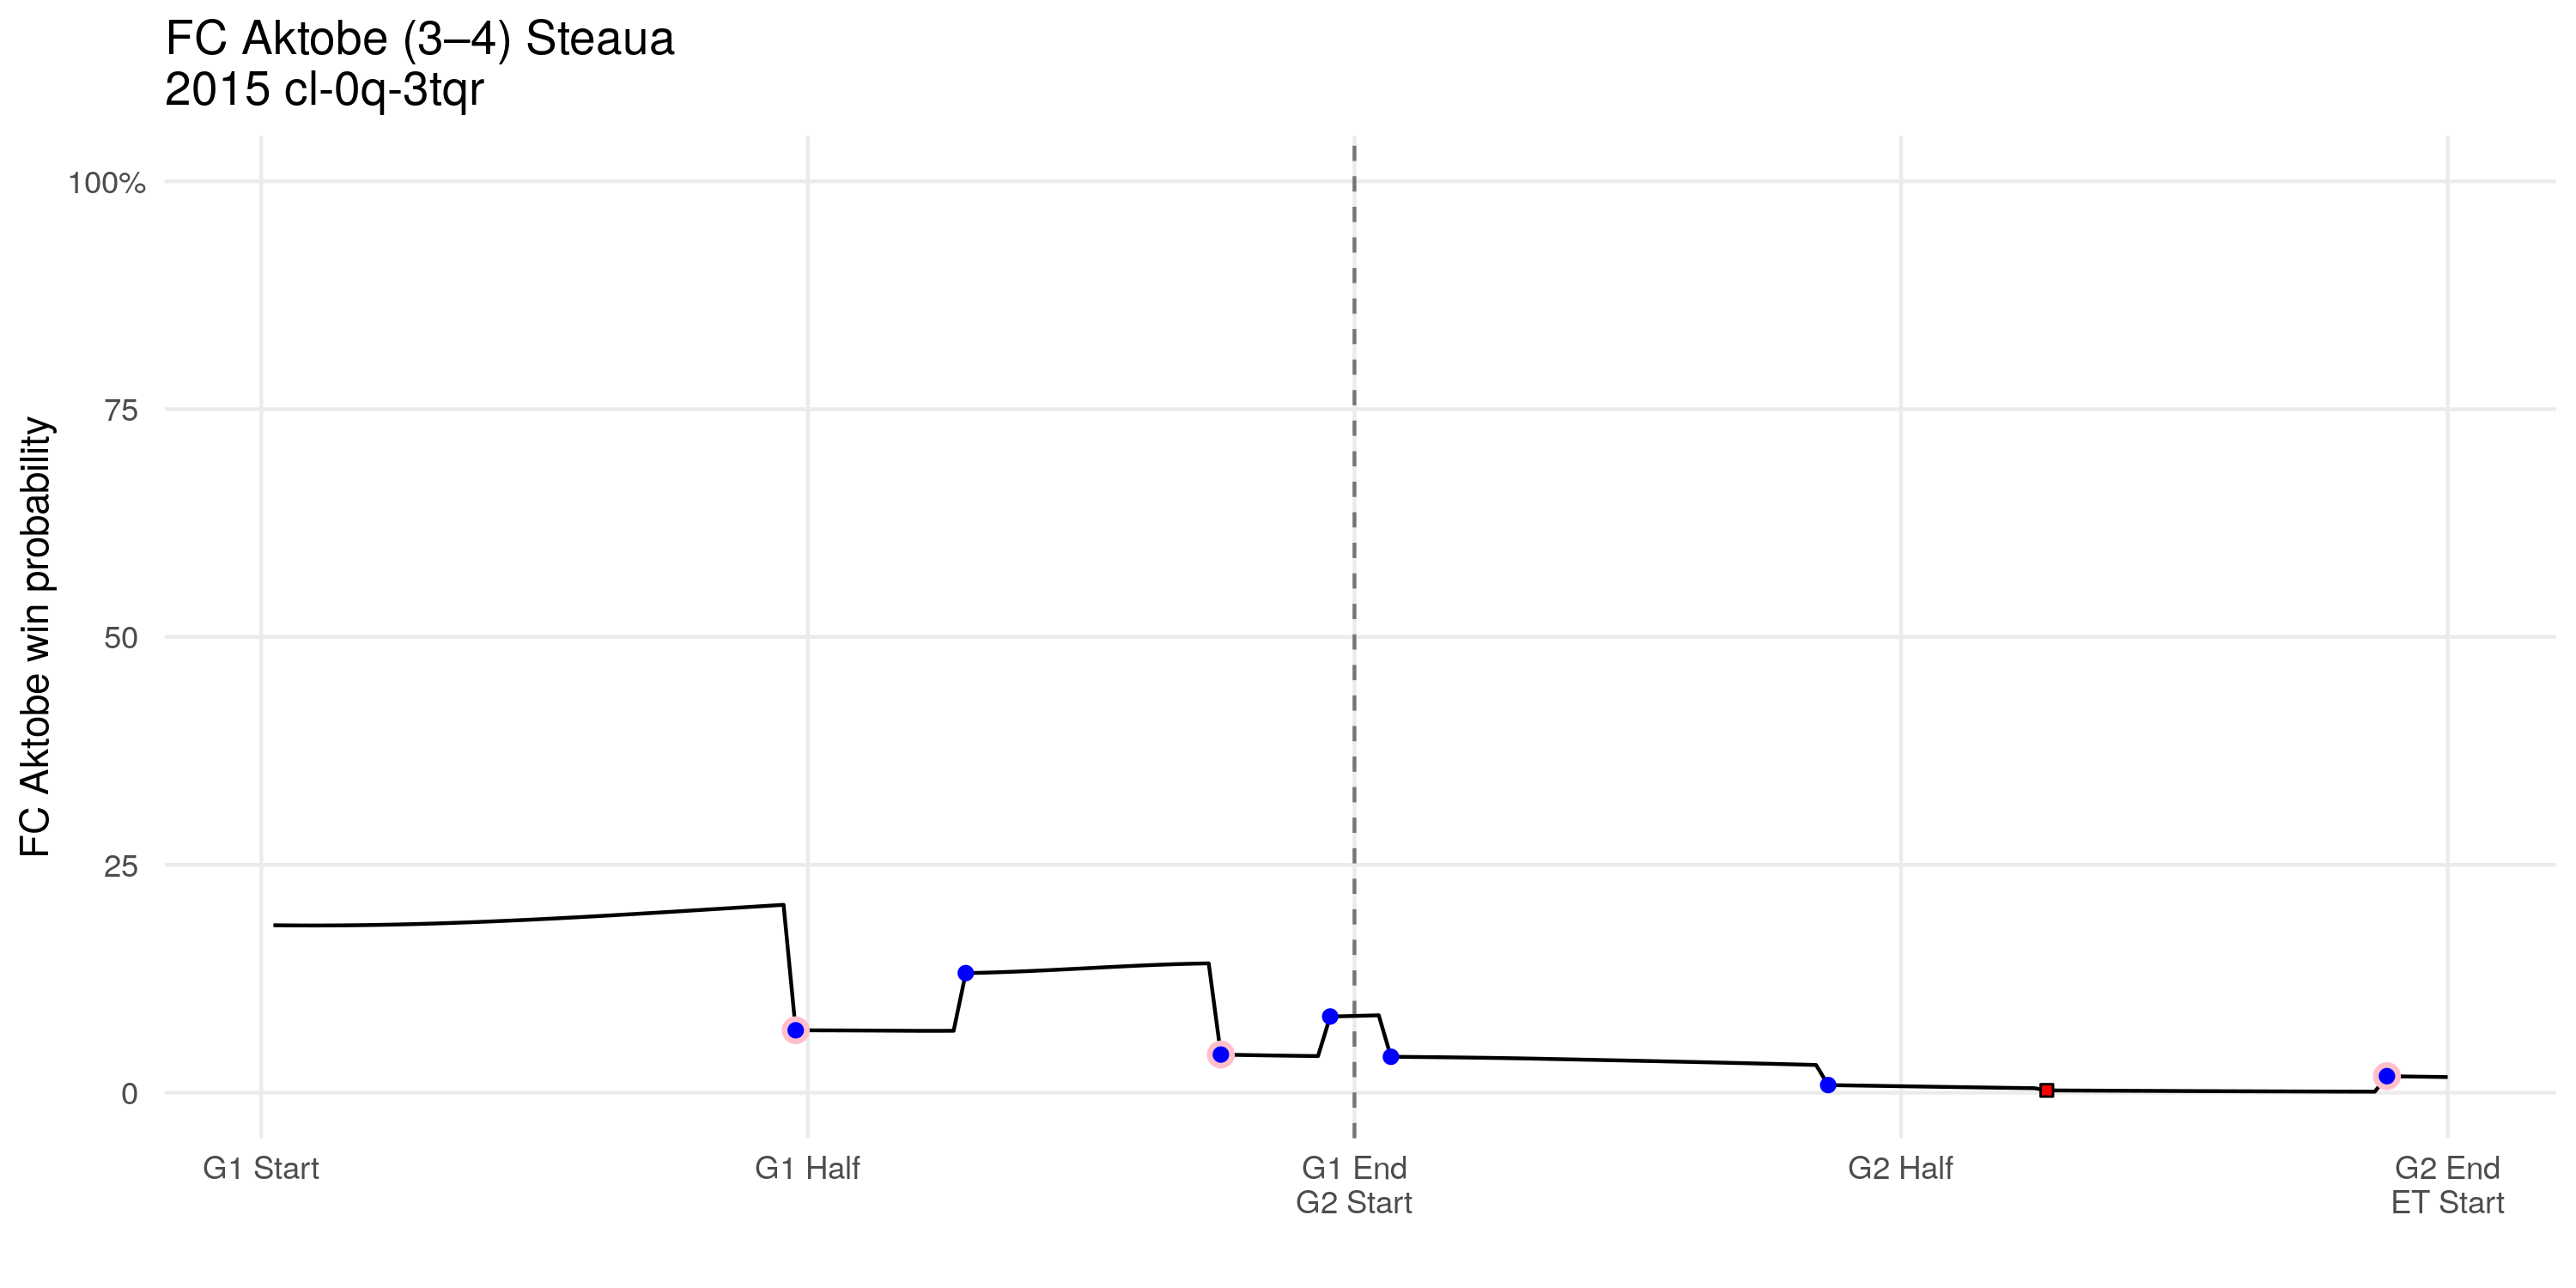 FC Aktobe (3–4) Steaua
2015 cl-0q-3tqr
FC Aktobe win probability
100%
75
50
25
0
G1 Start
G1 Half
G1 End
G2 Start
G2 Half
G2 End
ET Start